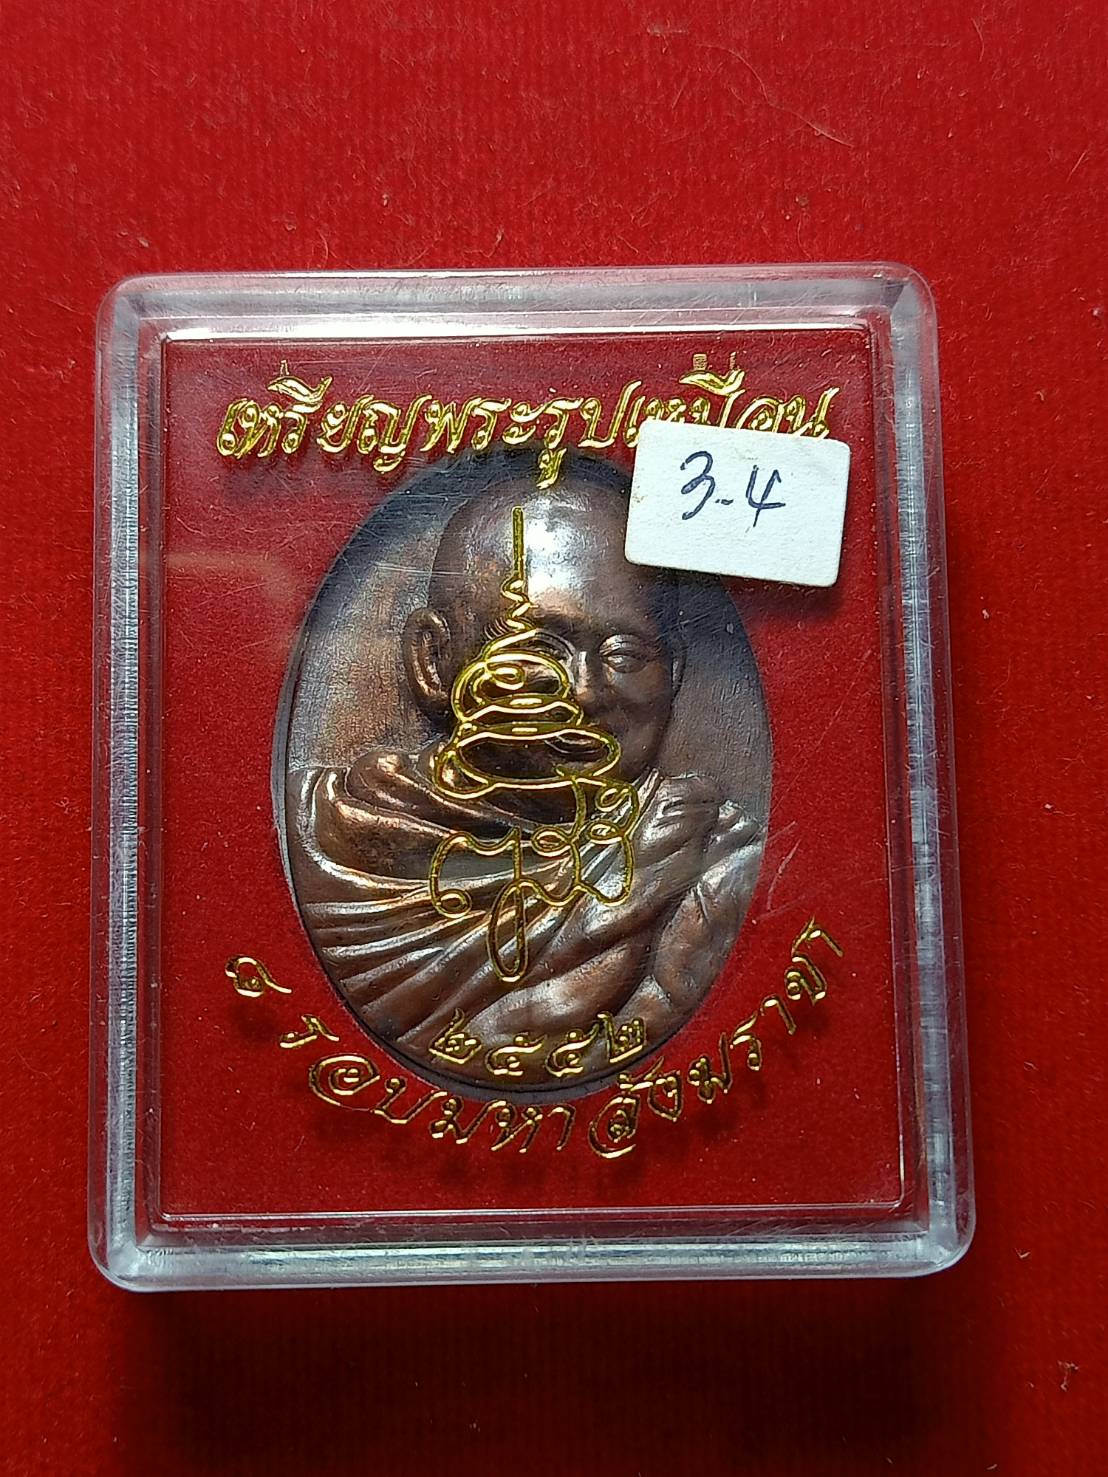 เหรียญพระรูปเหมือน
3-4
๒๕๕๒
๘ รอบมหาสังฆราชา